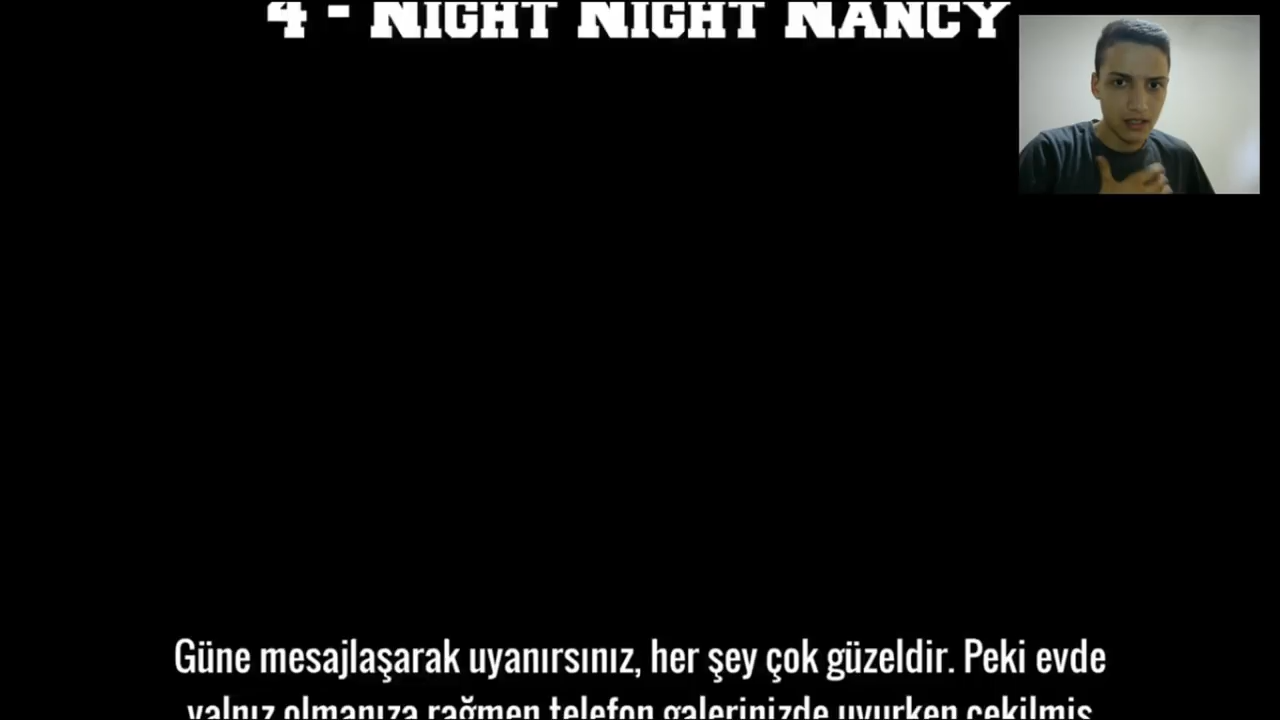 4 - NIGHT NIGHT NANCY
Güne mesajlaşarak uyanırsınız, her şey çok güzeldir. Peki evde
yalnız olmanıza rağmen telefon galerinizde uyurken çekilmiş